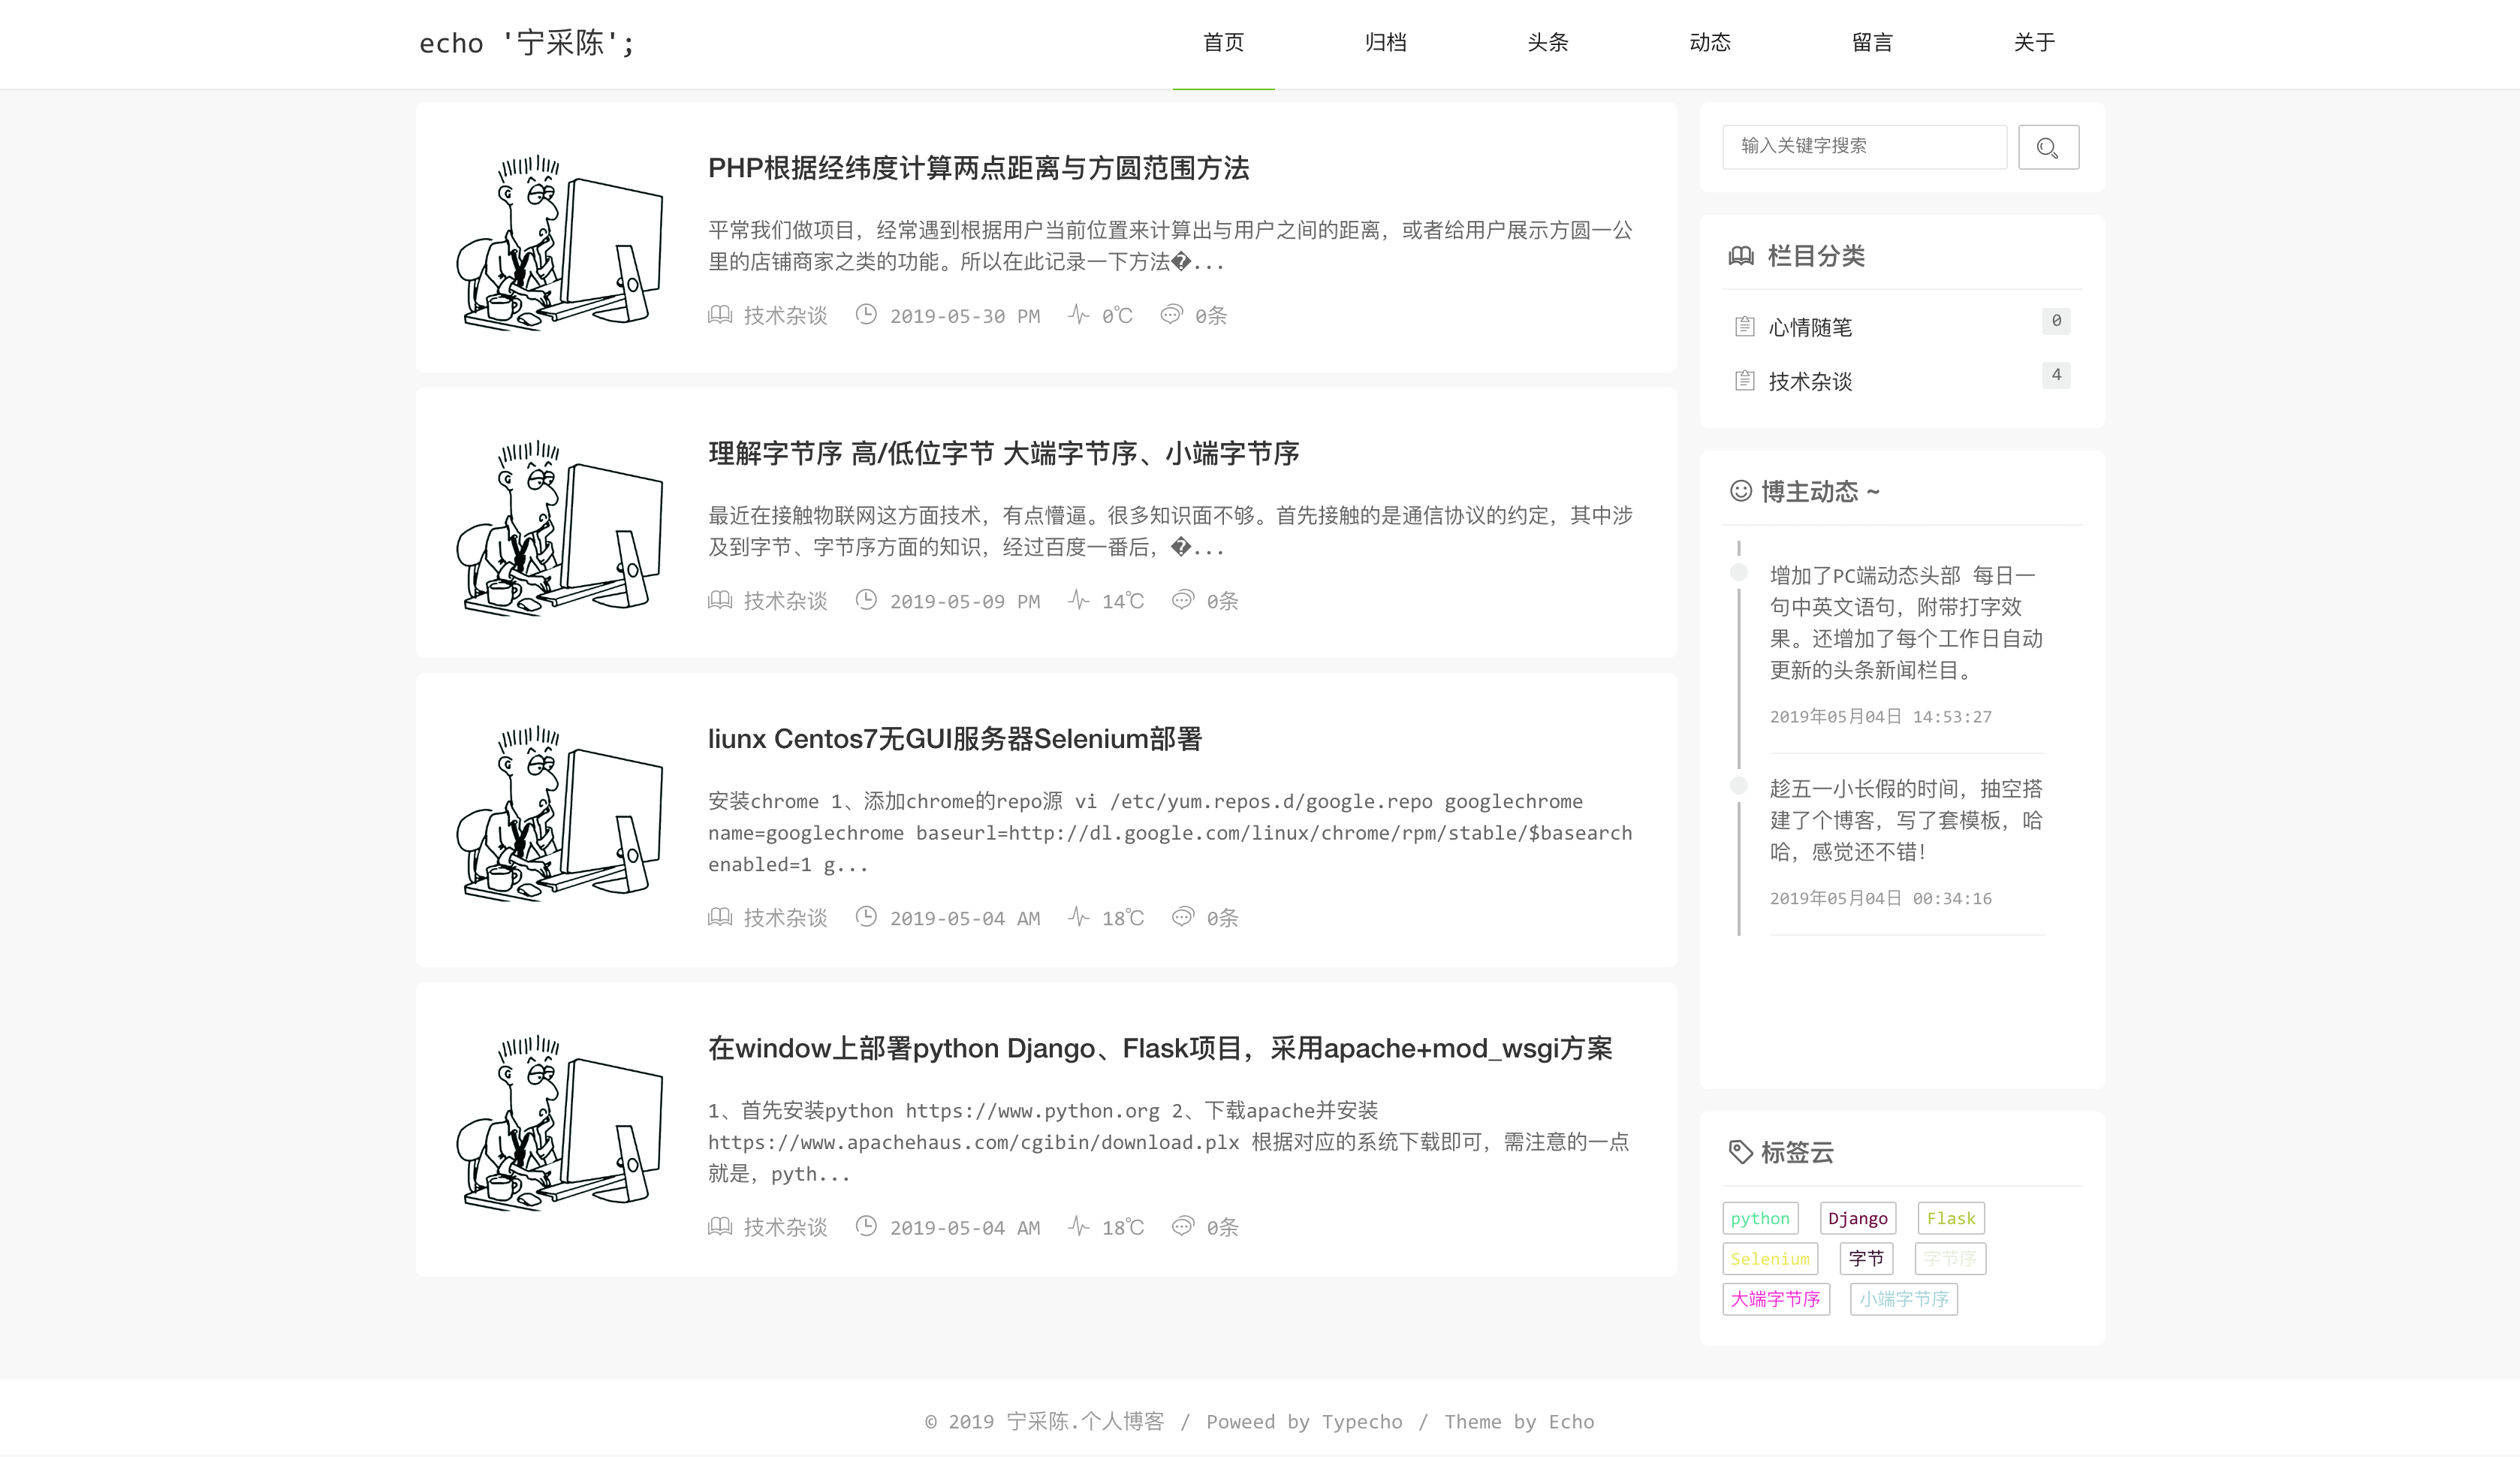 echo '宁采陈';
首页
归档
头条
动态
留言
关于
PHP根据经纬度计算两点距离与方圆范围方法
平常我们做项目，经常遇到根据用户当前位置来计算出与用户之间的距离，或者给用户展示方圆一公
里的店铺商家之类的功能。所以在此记录一下方法�...
技术杂谈 2019-05-30 PM 0℃ 0条
理解字节序 高/低位字节 大端字节序、小端字节序
最近在接触物联网这方面技术，有点懵逼。很多知识面不够。首先接触的是通信协议的约定，其中涉
及到字节、字节序方面的知识，经过百度一番后，�...
技术杂谈 2019-05-09 PM 14℃ 0条
liunx Centos7无GUI服务器Selenium部署
安装chrome 1、添加chrome的repo源 vi /etc/yum.repos.d/google.repo googlechrome
name=googlechrome baseurl=http://dl.google.com/linux/chrome/rpm/stable/$basearch
enabled=1 g...
技术杂谈 2019-05-04 AM 18℃ 0条
在window上部署python Django、Flask项目，采用apache+mod_wsgi方案
1、首先安装python https://www.python.org 2、下载apache并安装
https://www.apachehaus.com/cgibin/download.plx 根据对应的系统下载即可，需注意的一点
就是，pyth...
技术杂谈 2019-05-04 AM 18℃ 0条
输入关键字搜索
栏目分类
心情随笔 0
技术杂谈 4
博主动态 ~
增加了PC端动态头部 每日一
句中英文语句，附带打字效
果。还增加了每个工作日自动
更新的头条新闻栏目。
2019年05月04日 14:53:27
趁五一小长假的时间，抽空搭
建了个博客，写了套模板，哈
哈，感觉还不错！
2019年05月04日 00:34:16
标签云
python Django Flask
Selenium 字节 字节序
大端字节序 小端字节序
© 2019 宁采陈.个人博客 / Poweed by Typecho / Theme by Echo